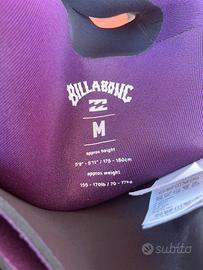 BILLABONG
M
approx height
5'9" - 5'11" / 175 - 180cm
approx weight
155 - 170lb / 70 - 77kg
subito